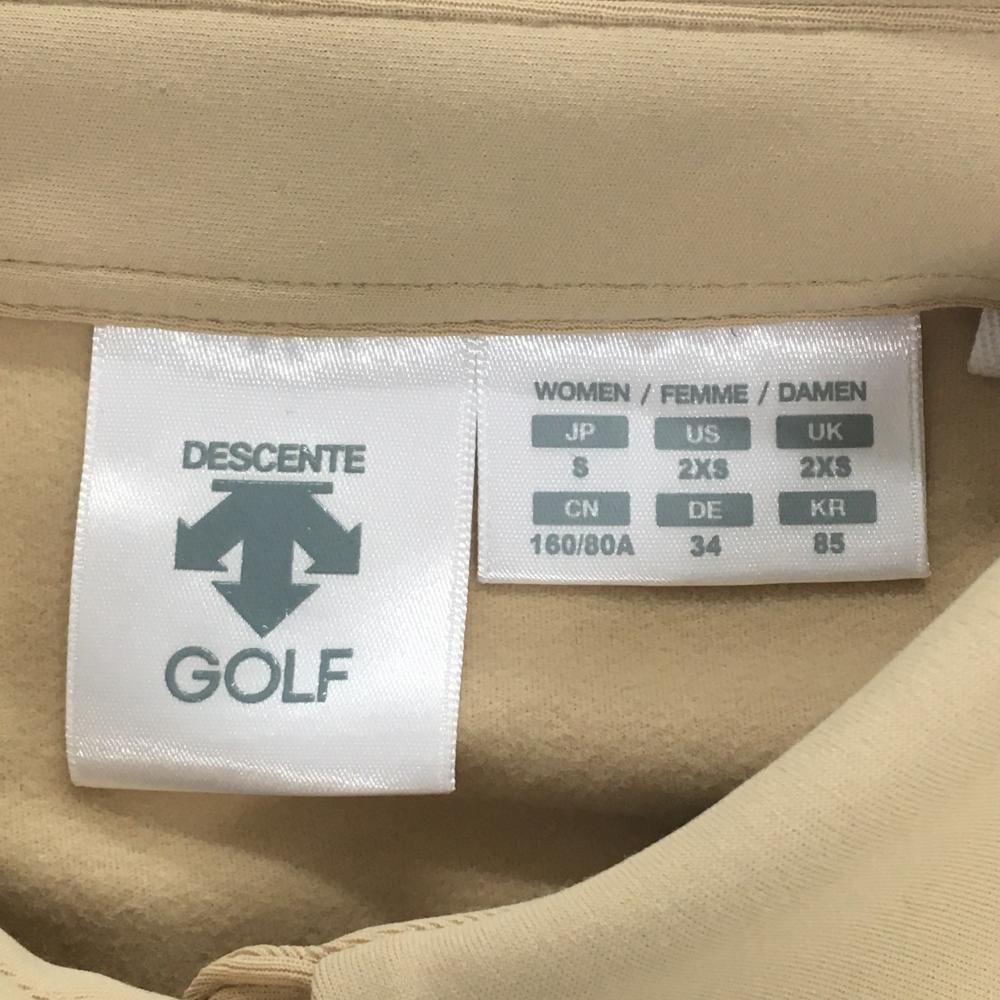 DESCENTE
GOLF
WOMEN / FEMME / DAMEN
JP US UK
S 2XS 2XS
CN DE KR
160/80A 34 85